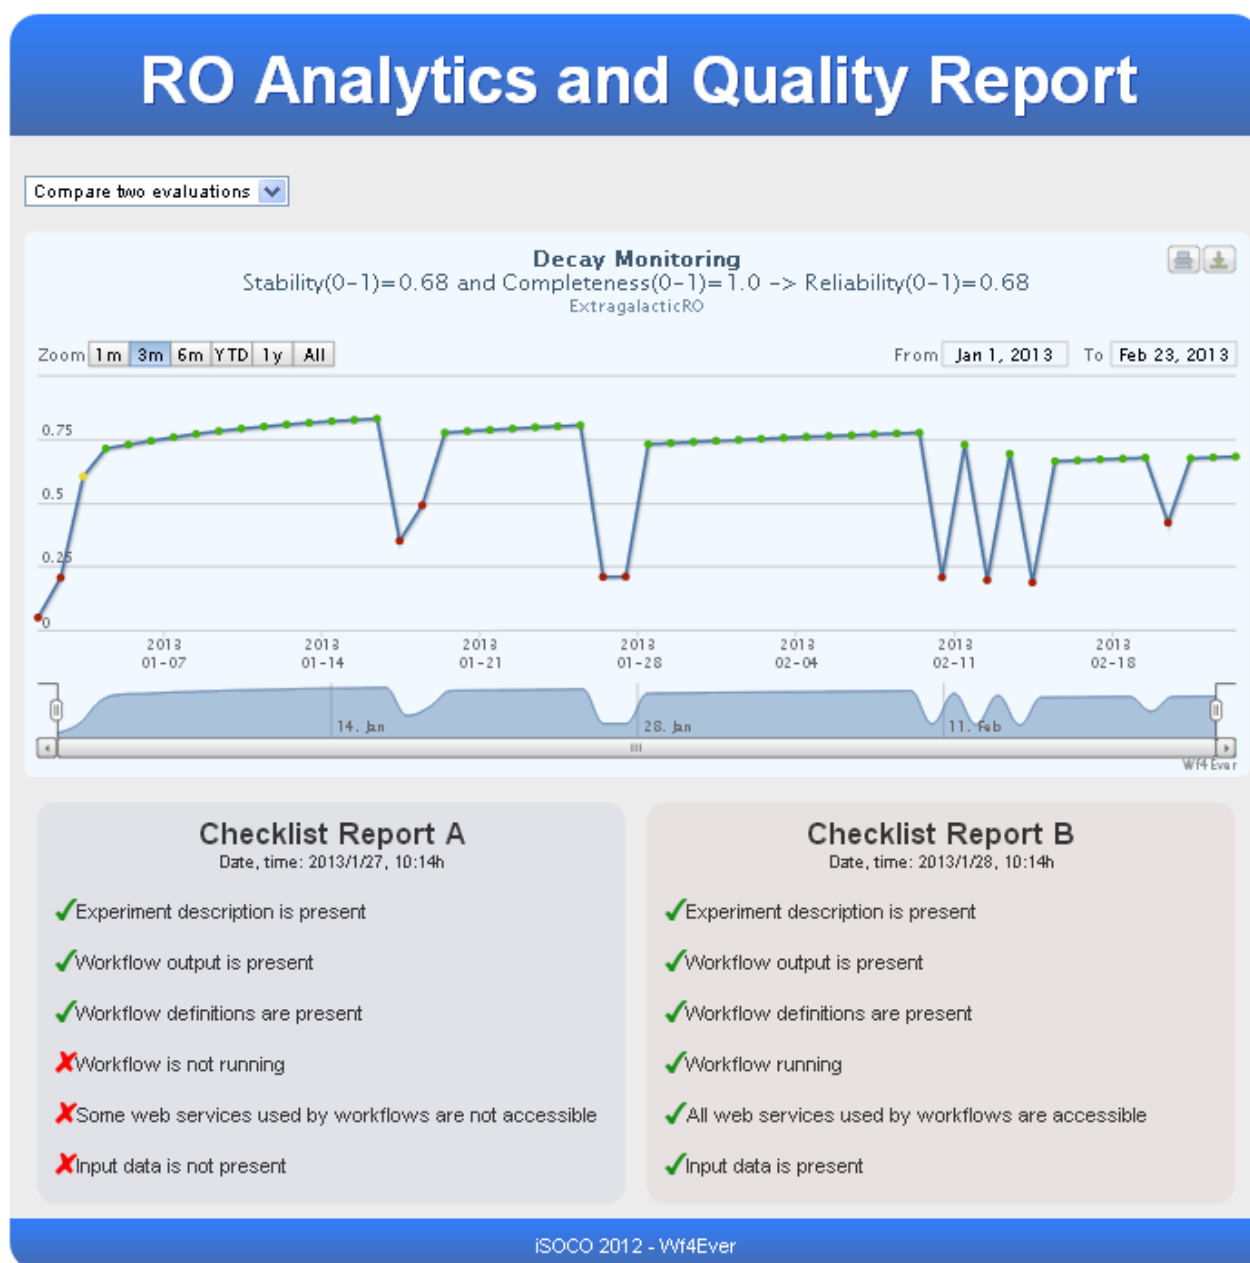 RO Analytics and Quality Report
Compare two evaluations
Decay Monitoring
Stability(0-1)=0.68 and Completeness(0-1)=1.0 -> Reliability(0-1)=0.68
ExtragalacticRO
Zoom 1m 3m 6m YTD 1y All From Jan 1, 2013 To Feb 23, 2013
0.75
0.5
0.25
0
2013 2013 2013 2013 2013 2013 2013
01-07 01-14 01-21 01-28 02-04 02-11 02-18
14. Jan 28. Jan 11. Feb
Wf4Ever
Checklist Report A
Date, time: 2013/1/27, 10:14h
Experiment description is present
Workflow output is present
Workflow definitions are present
Workflow is not running
Some web services used by workflows are not accessible
Input data is not present
Checklist Report B
Date, time: 2013/1/28, 10:14h
Experiment description is present
Workflow output is present
Workflow definitions are present
Workflow running
All web services used by workflows are accessible
Input data is present
iSOCO 2012 - Wf4Ever